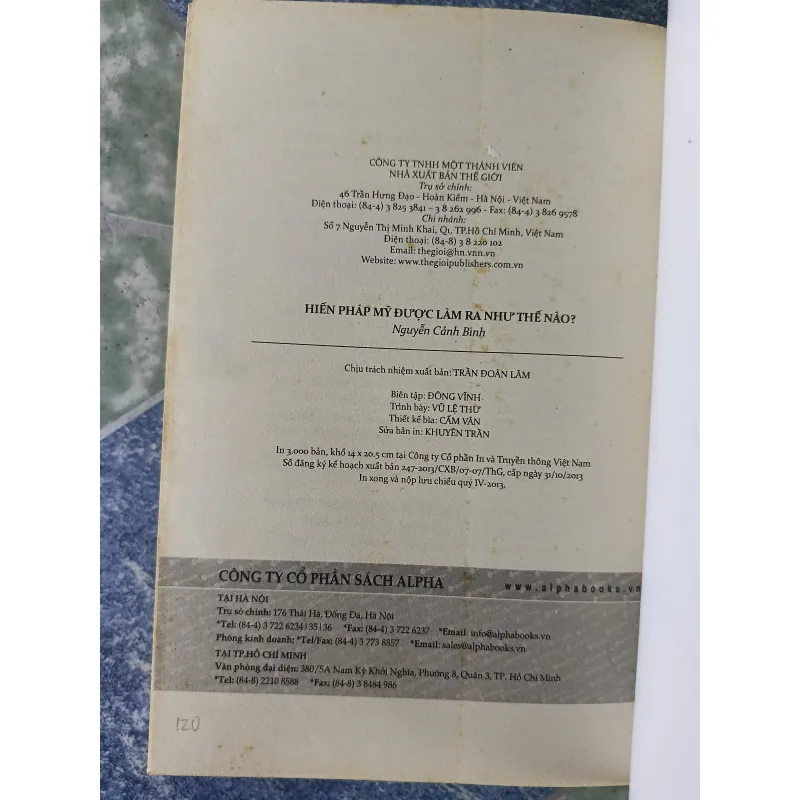 CÔNG TY TNHH MỘT THÀNH VIÊN
NHÀ XUẤT BẢN THẾ GIỚI
Trụ sở chính:
46 Trần Hưng Đạo - Hoàn Kiếm - Hà Nội - Việt Nam
Điện thoại: (84-4) 3 825 3841 – 3 8 262 996 - Fax: (84-4) 3 826 9578
Chi nhánh:
Số 7 Nguyễn Thị Minh Khai, Q1, TP.Hồ Chí Minh, Việt Nam
Điện thoại: (84-8) 3 8 220 102
Email: thegioi@hn.vnn.vn
Website: www.thegioipublishers.com.vn
HIẾN PHÁP MỸ ĐƯỢC LÀM RA NHƯ THẾ NÀO?
Nguyễn Cảnh Bình
Chịu trách nhiệm xuất bản: TRẦN ĐOÀN LÂM
Biên tập: ĐÔNG VĨNH
Trình bày: VŨ LỆ THƯ
Thiết kế bìa: CẨM VÂN
Sửa bản in: KHUYÊN TRẦN
In 3.000 bản, khổ 14 x 20.5 cm tại Công ty Cổ phần In và Truyền thông Việt Nam
Số đăng ký kế hoạch xuất bản 247-2013/CXB/07-07/ThG, cấp ngày 31/10/2013
In xong và nộp lưu chiểu quý IV-2013.
CÔNG TY CỔ PHẦN SÁCH ALPHA www.alphabooks.vn
TẠI HÀ NỘI
Trụ sở chính: 176 Thái Hà, Đống Đa, Hà Nội
*Tel: (84-4) 3 722 6234 | 35 | 36 *Fax: (84-4) 3 722 6237 *Email: info@alphabooks.vn
Phòng kinh doanh: *Tel/Fax: (84-4) 3 773 8857 *Email: sales@alphabooks.vn
TẠI TP.HỒ CHÍ MINH
Văn phòng đại diện: 380/5A Nam Kỳ Khởi Nghĩa, Phường 8, Quận 3, TP. Hồ Chí Minh
*Tel: (84-8) 2210 8588 *Fax: (84-8) 3 8484 986
120